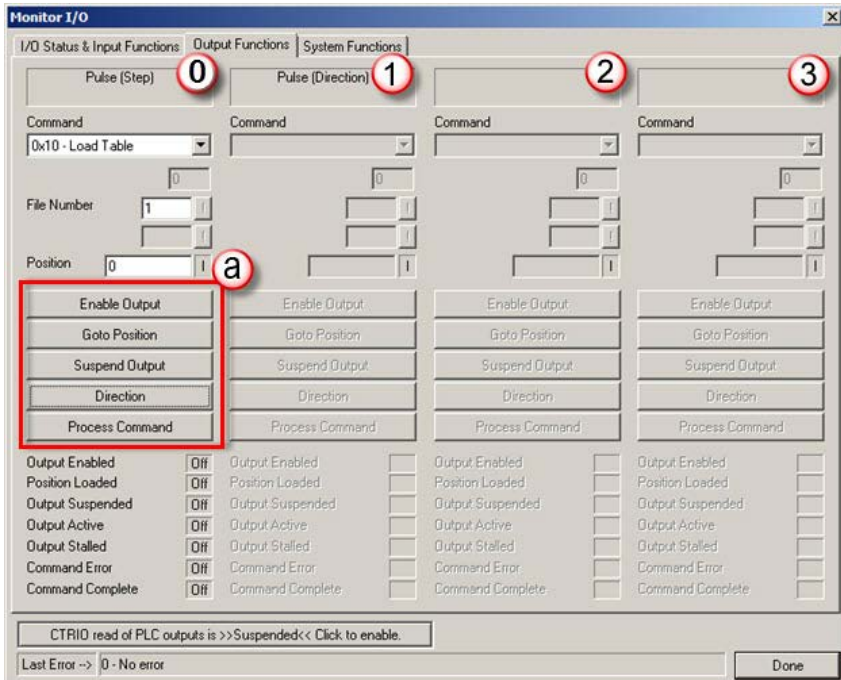 Monitor I/O
I/O Status & Input Functions Output Functions System Functions
Pulse (Step) 0 Pulse (Direction) 1 2 3
Command Command Command Command
0x10 - Load Table
0 0 0 0
File Number 1 I I I I
I I I I
Position 0 I I I I
a
Enable Output Enable Output Enable Output Enable Output
Goto Position Goto Position Goto Position Goto Position
Suspend Output Suspend Output Suspend Output Suspend Output
Direction Direction Direction Direction
Process Command Process Command Process Command Process Command
Output Enabled Off Output Enabled Output Enabled Output Enabled
Position Loaded Off Position Loaded Position Loaded Position Loaded
Output Suspended Off Output Suspended Output Suspended Output Suspended
Output Active Off Output Active Output Active Output Active
Output Stalled Off Output Stalled Output Stalled Output Stalled
Command Error Off Command Error Command Error Command Error
Command Complete Off Command Complete Command Complete Command Complete
CTRIO read of PLC outputs is >>Suspended<< Click to enable.
Last Error --> 0 - No error Done